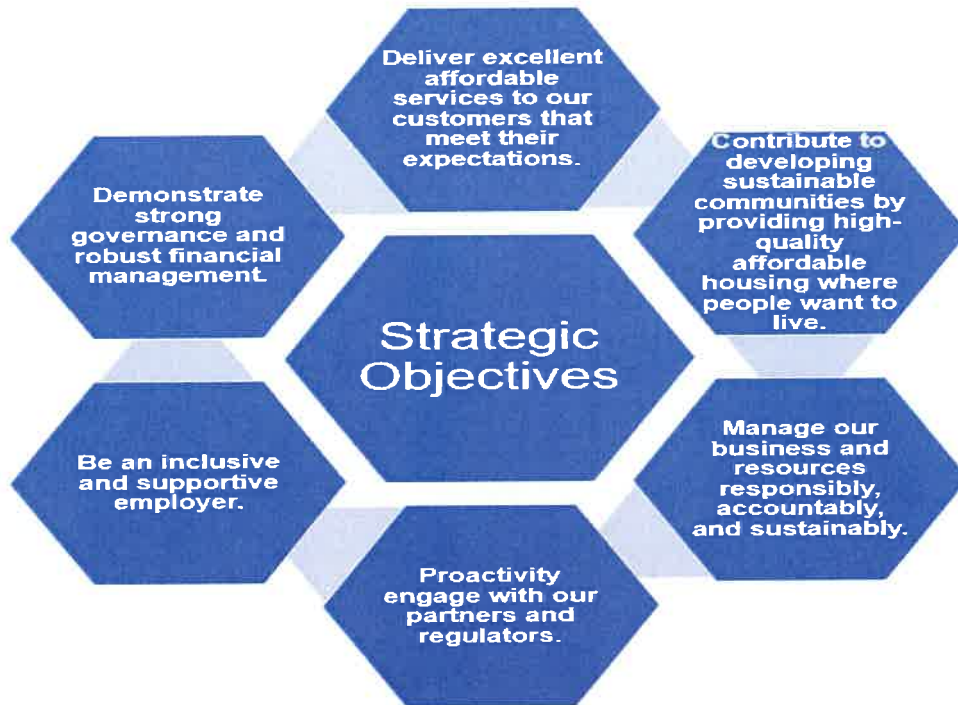 Deliver excellent
affordable
services to our
customers that
meet their
expectations.
Contribute to
developing
sustainable
communities by
providing high-
quality
affordable
housing where
people want to
live.
Manage our
business and
resources
responsibly,
accountably,
and sustainably.
Proactivity
engage with our
partners and
regulators.
Be an inclusive
and supportive
employer.
Demonstrate
strong
governance and
robust financial
management.
Strategic
Objectives